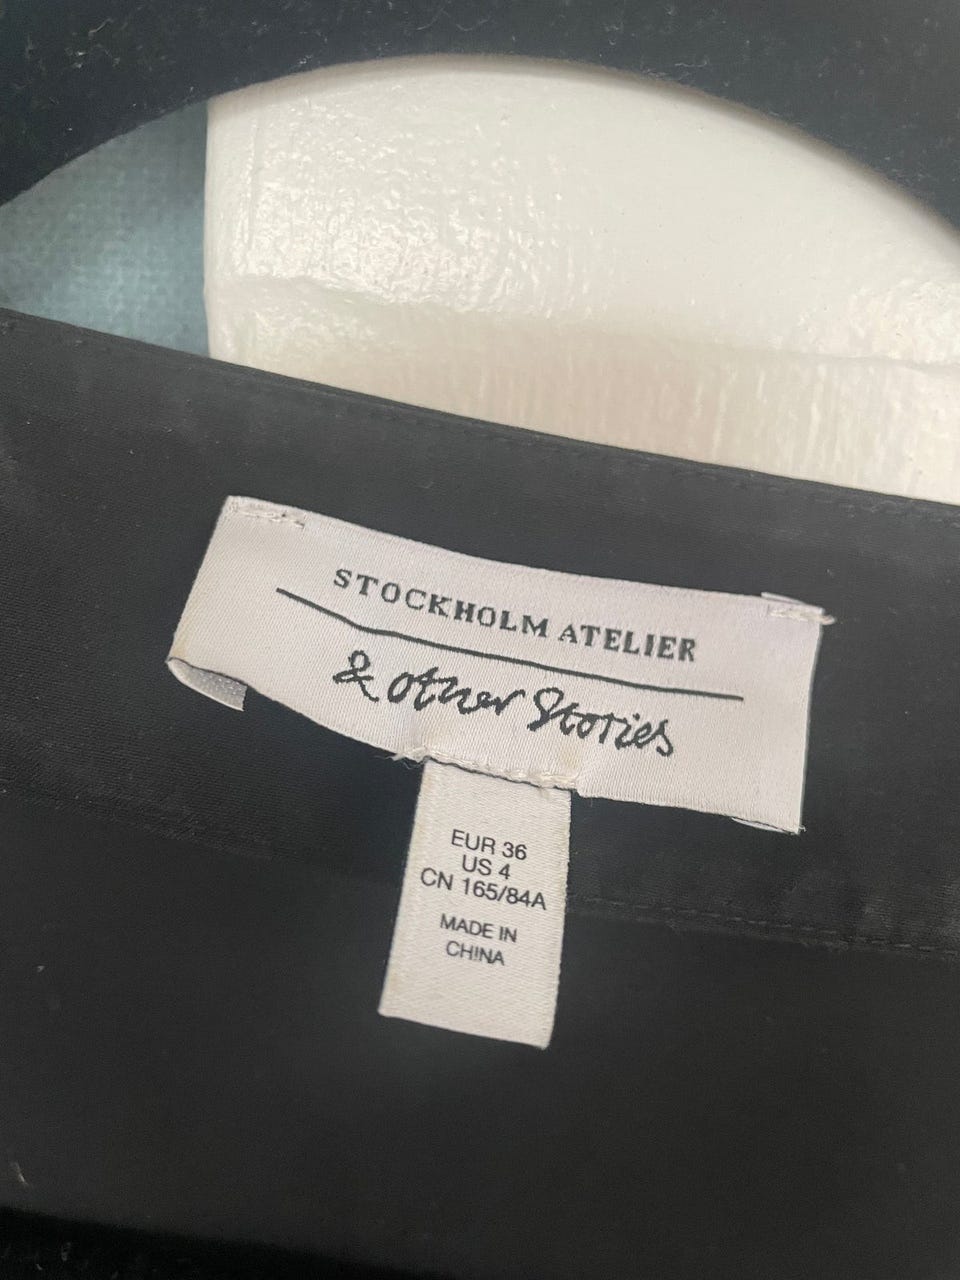 STOCKHOLM ATELIER
& other Stories
EUR 36
US 4
CN 165/84A
MADE IN
CHINA